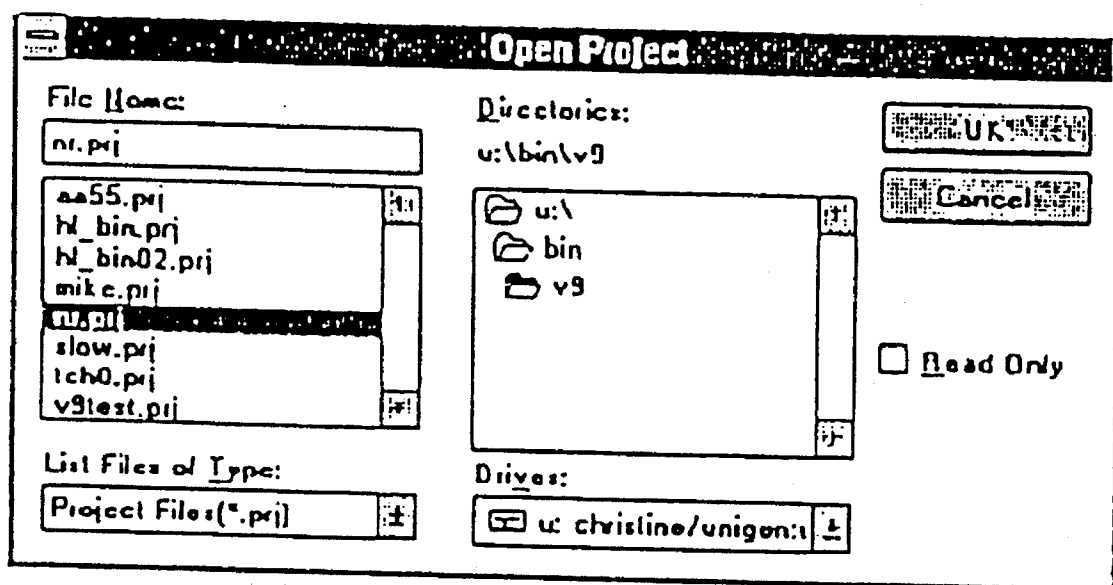 Open Project
File Name:
nr.prj
aa55.prj
hl_bin.prj
hl_bin02.prj
mike.prj
nr.prj
slow.prj
tch0.prj
v9test.prj
List Files of Type:
Project Files(*.prj)
Directories:
u:\bin\v9
u:\
bin
v9
Drives:
u: christine/unigen:
OK
Cancel
Read Only